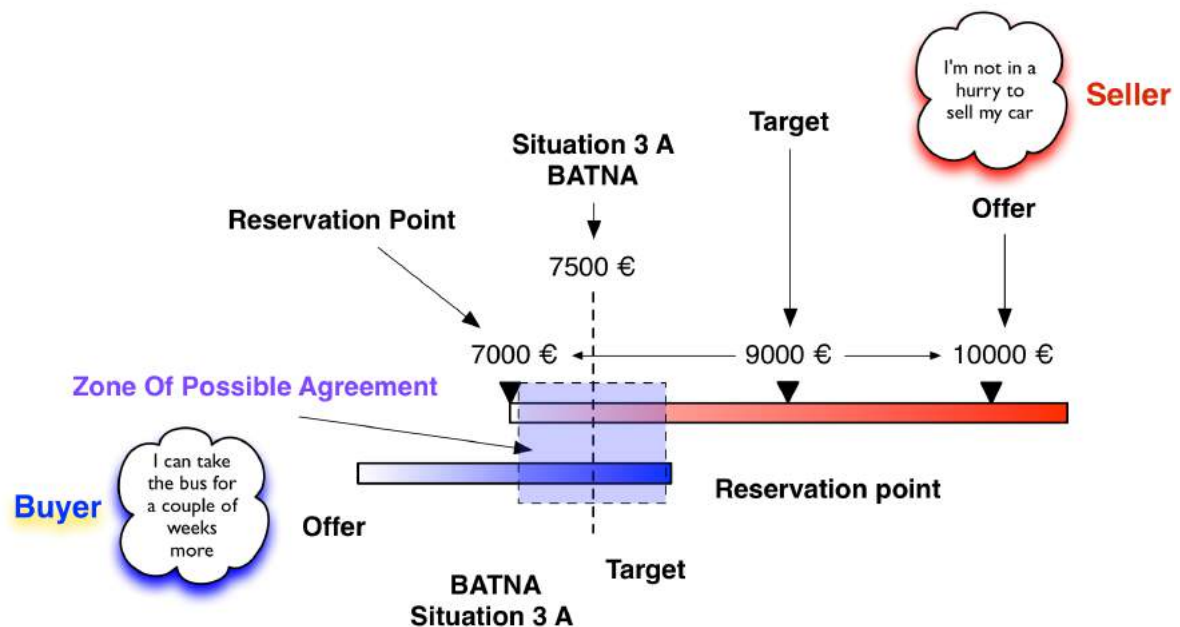 I'm not in a
hurry to
sell my car
Seller
Target
Situation 3 A
BATNA
Offer
Reservation Point
7500 €
7000 €
9000 €
10000 €
Zone Of Possible Agreement
I can take
the bus for
a couple of
weeks
more
Buyer
Reservation point
Offer
Target
BATNA
Situation 3 A